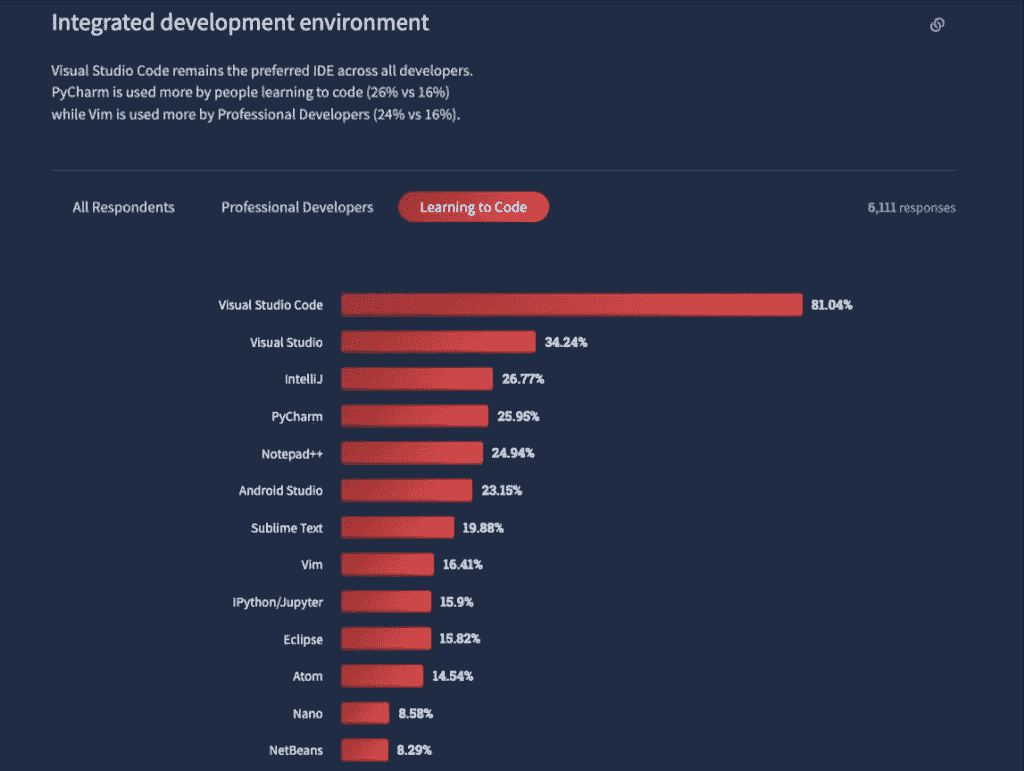 Integrated development environment
Visual Studio Code remains the preferred IDE across all developers.
PyCharm is used more by people learning to code (26% vs 16%)
while Vim is used more by Professional Developers (24% vs 16%).
All Respondents Professional Developers Learning to Code 6,111 responses
Visual Studio Code 81.04%
Visual Studio 34.24%
IntelliJ 26.77%
PyCharm 25.95%
Notepad++ 24.94%
Android Studio 23.15%
Sublime Text 19.88%
Vim 16.41%
IPython/Jupyter 15.9%
Eclipse 15.82%
Atom 14.54%
Nano 8.58%
NetBeans 8.29%